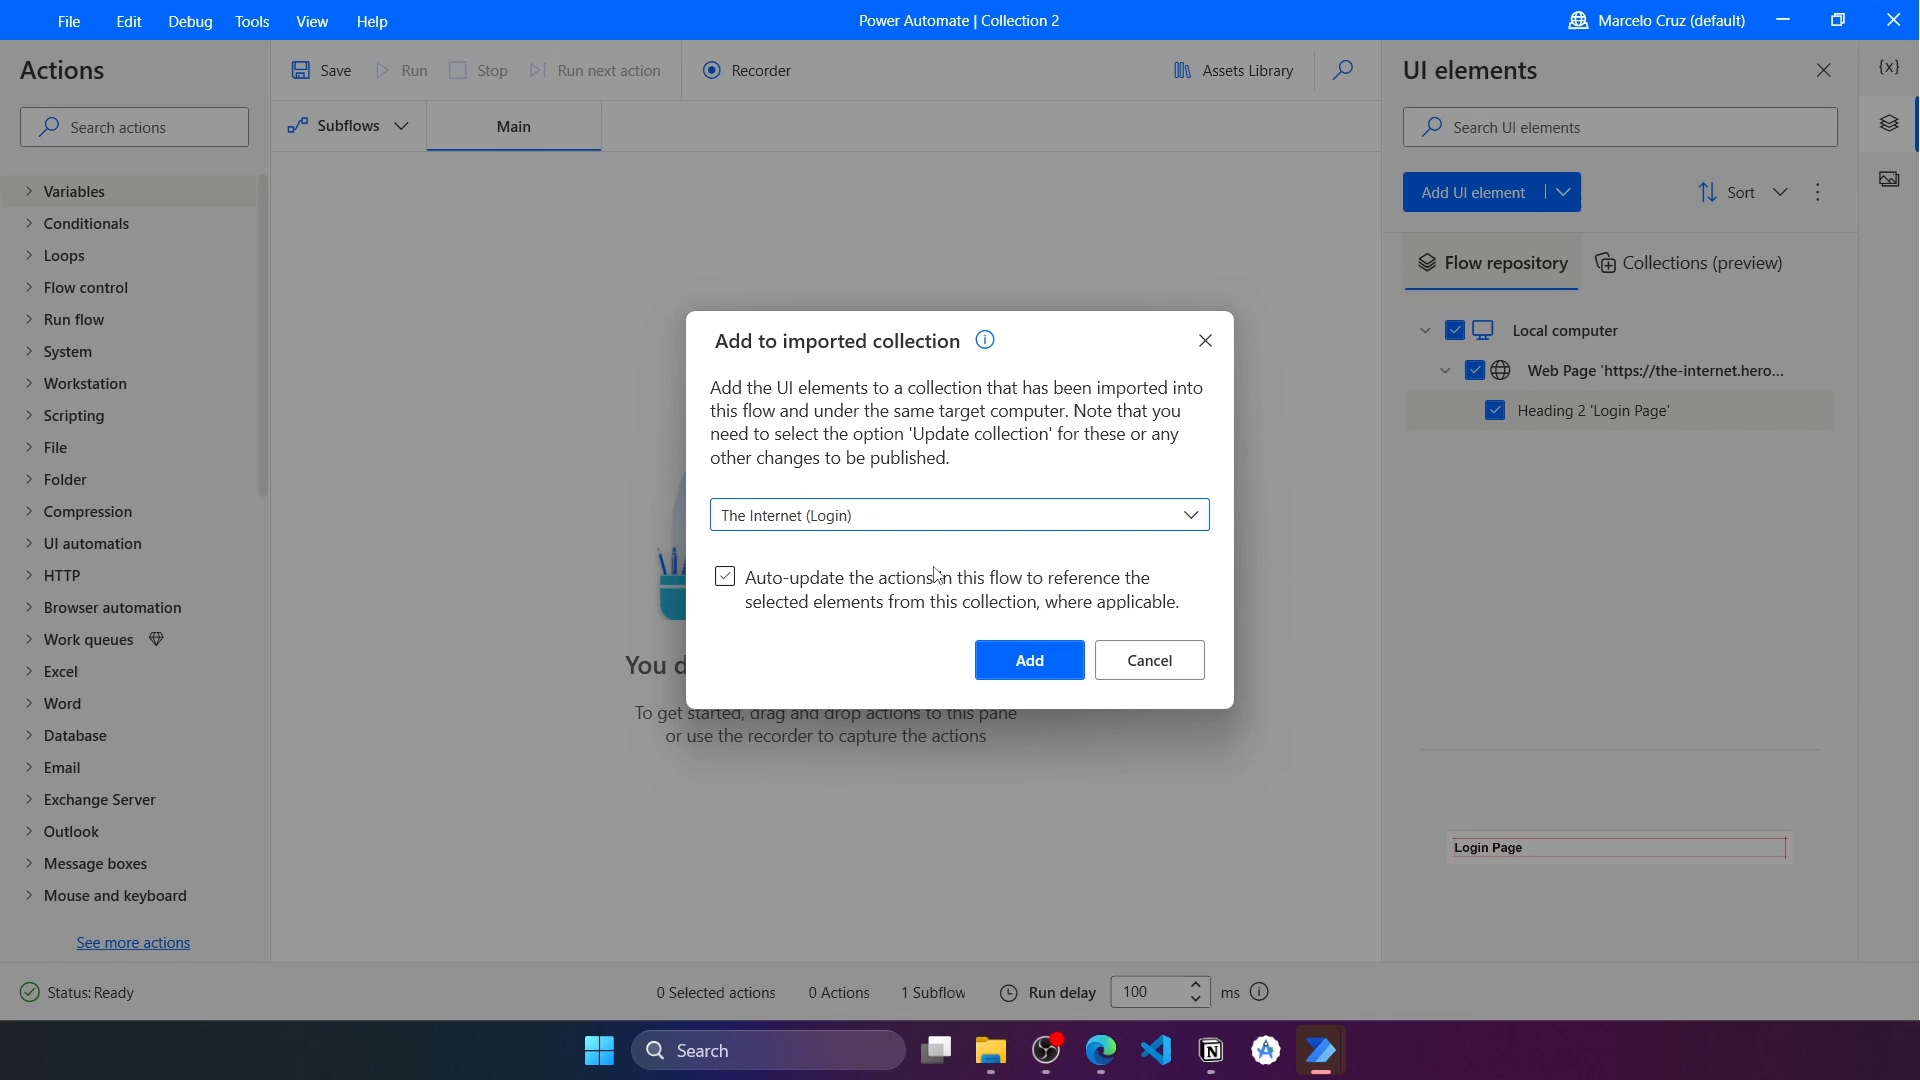 File Edit Debug Tools View Help Power Automate | Collection 2 Marcelo Cruz (default)
Actions
Search actions
Variables
Conditionals
Loops
Flow control
Run flow
System
Workstation
Scripting
File
Folder
Compression
UI automation
HTTP
Browser automation
Work queues
Excel
Word
Database
Email
Exchange Server
Outlook
Message boxes
Mouse and keyboard
See more actions
Save Run Stop Run next action Recorder Assets Library
Subflows Main
You d
To get started, drag and drop actions to this pane
or use the recorder to capture the actions
Add to imported collection
Add the UI elements to a collection that has been imported into
this flow and under the same target computer. Note that you
need to select the option 'Update collection' for these or any
other changes to be published.
The Internet (Login)
Auto-update the actions in this flow to reference the
selected elements from this collection, where applicable.
Add Cancel
UI elements
{x}
Search UI elements
Add UI element Sort
Flow repository Collections (preview)
Local computer
Web Page 'https://the-internet.hero...
Heading 2 'Login Page'
Login Page
Status: Ready 0 Selected actions 0 Actions 1 Subflow Run delay 100 ms
Search